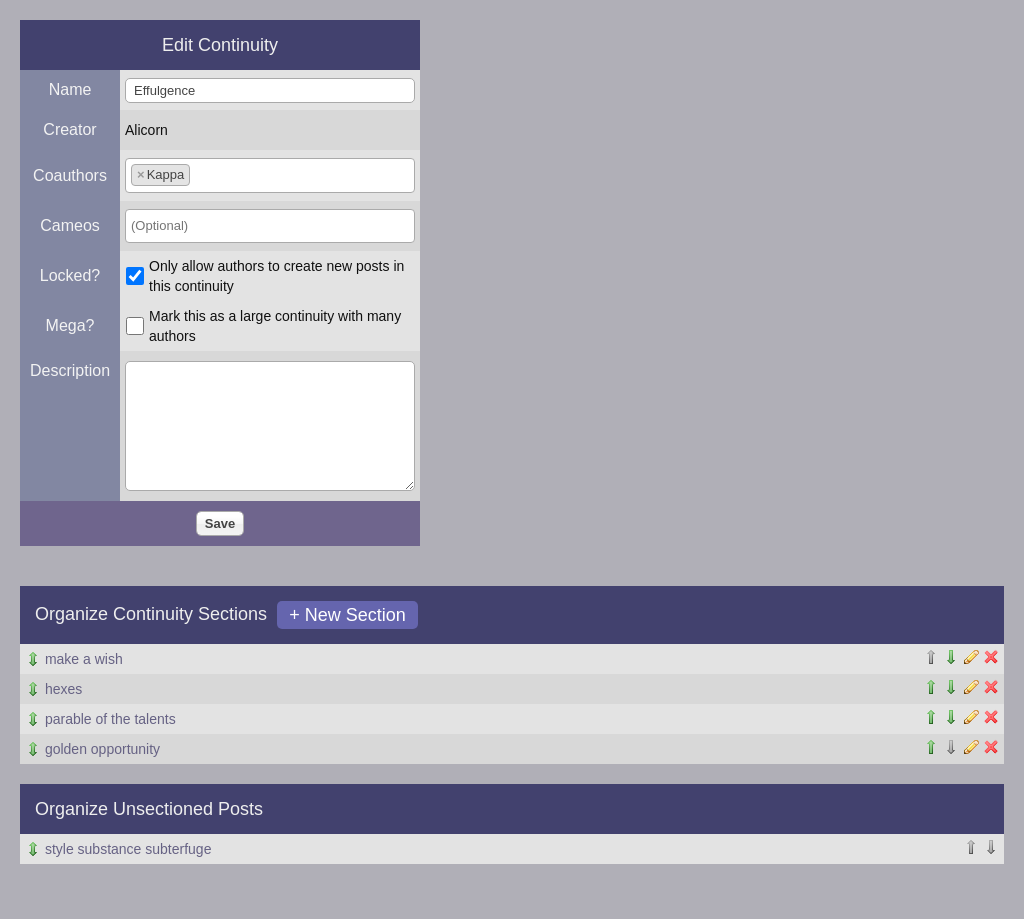 Edit Continuity
Name
Effulgence
Creator
Alicorn
Coauthors
×Kappa
Cameos
(Optional)
Locked?
Only allow authors to create new posts in
this continuity
Mega?
Mark this as a large continuity with many
authors
Description
Save
Organize Continuity Sections + New Section
make a wish
hexes
parable of the talents
golden opportunity
Organize Unsectioned Posts
style substance subterfuge